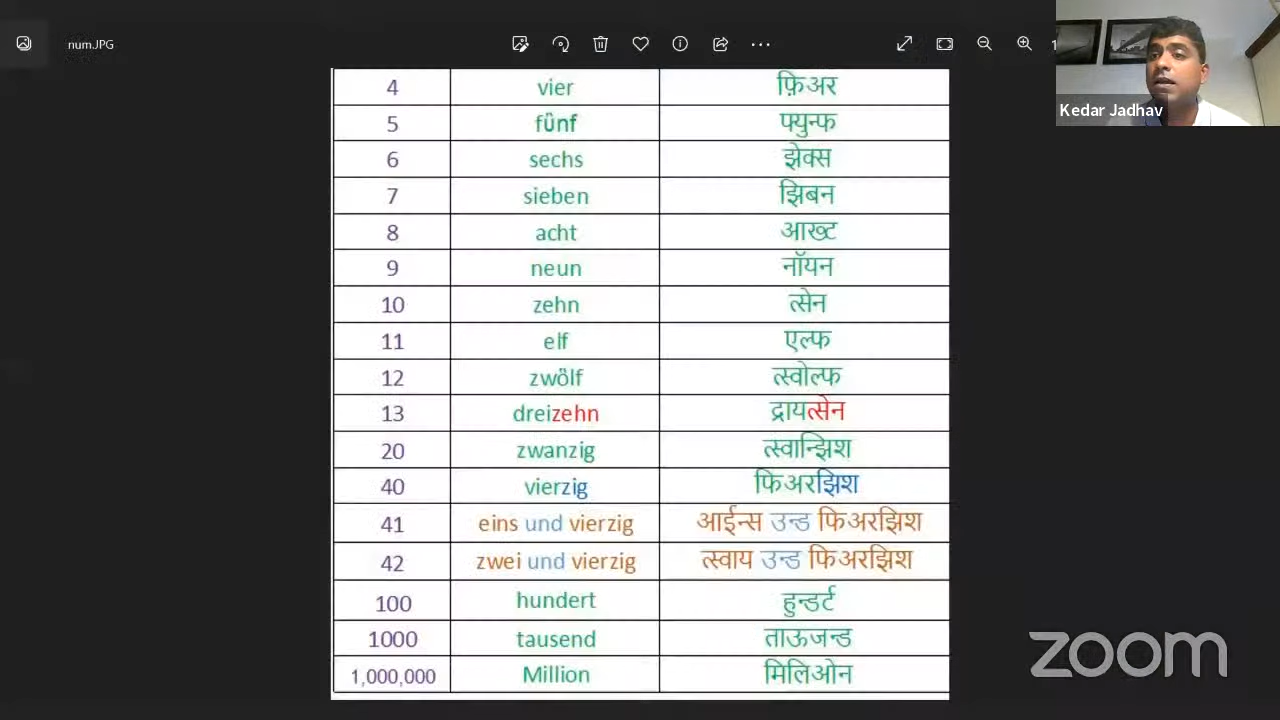 num.JPG
1
Kedar Jadhav
4 vier फ़िअर
5 fünf फ्युन्फ
6 sechs झेक्स
7 sieben झिबन
8 acht आख्ट
9 neun नॉयन
10 zehn त्सेन
11 elf एल्फ
12 zwölf त्स्वोल्फ
13 dreizehn द्रायत्सेन
20 zwanzig त्स्वान्झिश
40 vierzig फिअरझिश
41 eins und vierzig आईन्स उन्ड फिअरझिश
42 zwei und vierzig त्स्वाय उन्ड फिअरझिश
100 hundert हुन्डर्ट
1000 tausend ताऊजन्ड
1,000,000 Million मिलिओन
zoom